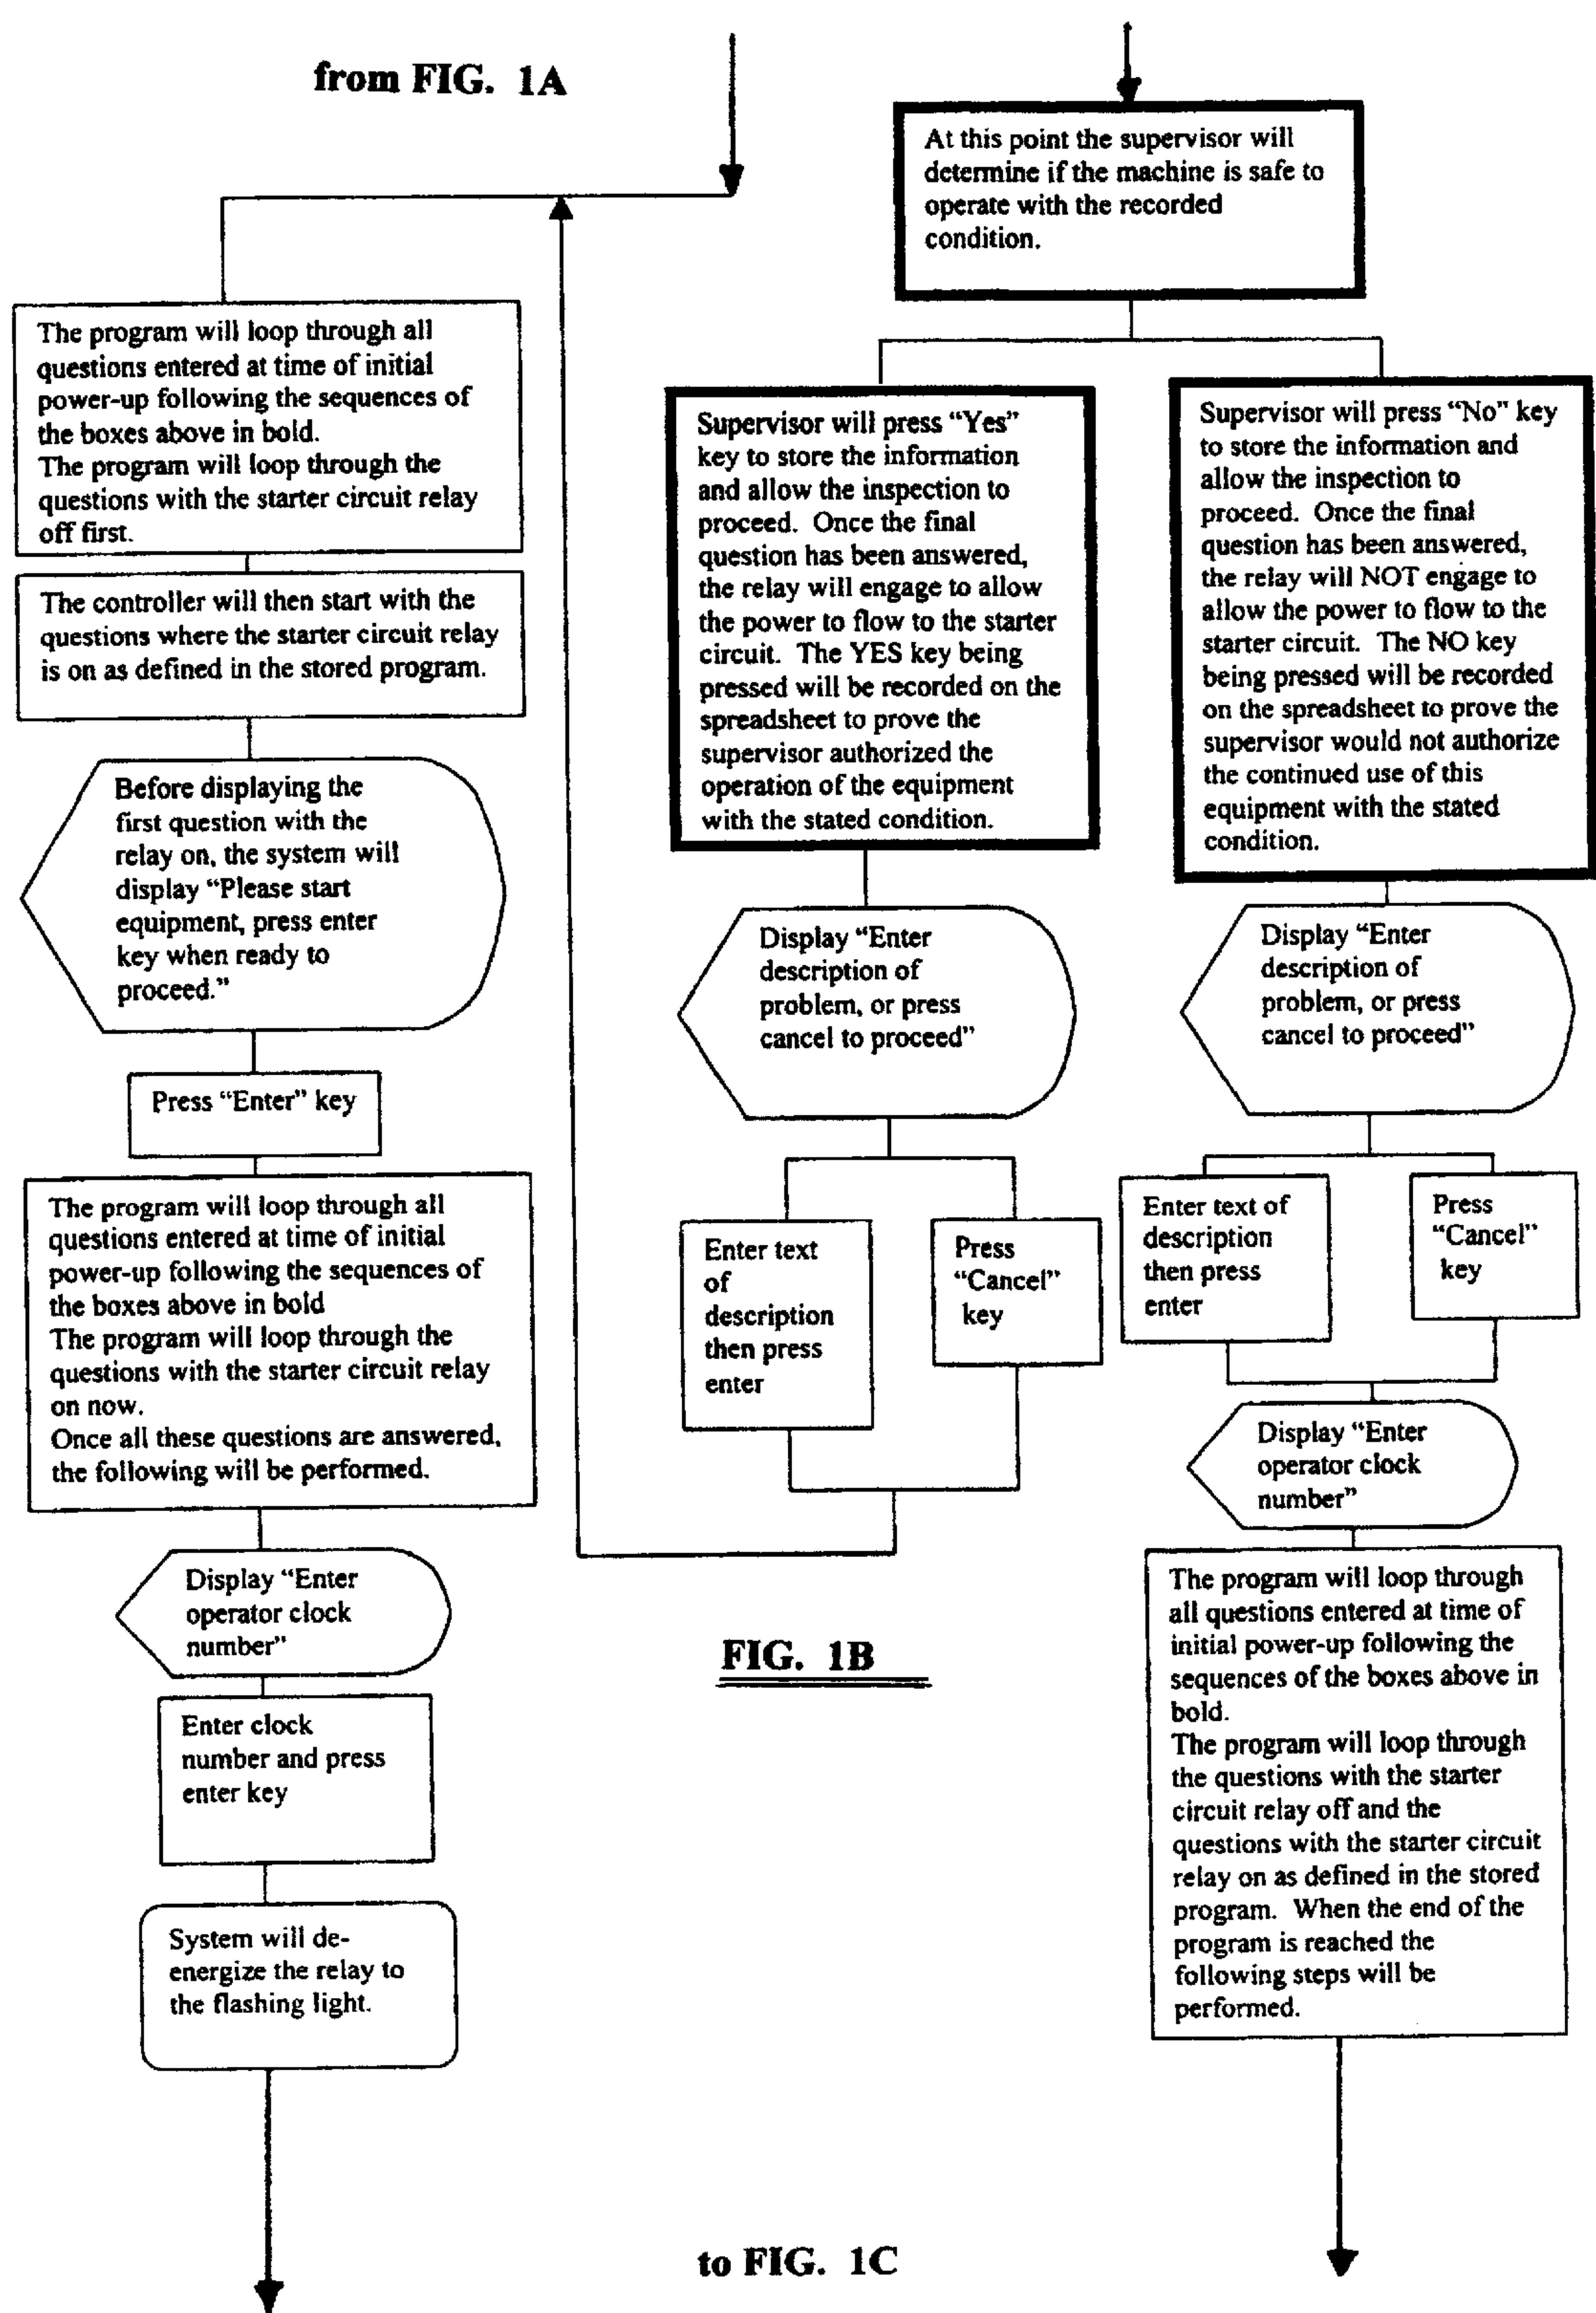 from FIG. 1A
At this point the supervisor will
determine if the machine is safe to
operate with the recorded
condition.
The program will loop through all
questions entered at time of initial
power-up following the sequences of
the boxes above in bold.
The program will loop through the
questions with the starter circuit relay
off first.
The controller will then start with the
questions where the starter circuit relay
is on as defined in the stored program.
Before displaying the
first question with the
relay on, the system will
display “Please start
equipment, press enter
key when ready to
proceed.”
Press “Enter” key
The program will loop through all
questions entered at time of initial
power-up following the sequences of
the boxes above in bold
The program will loop through the
questions with the starter circuit relay
on now.
Once all these questions are answered,
the following will be performed.
Display “Enter
operator clock
number”
Enter clock
number and press
enter key
System will de-
energize the relay to
the flashing light.
Supervisor will press “Yes”
key to store the information
and allow the inspection to
proceed. Once the final
question has been answered,
the relay will engage to allow
the power to flow to the starter
circuit. The YES key being
pressed will be recorded on the
spreadsheet to prove the
supervisor authorized the
operation of the equipment
with the stated condition.
Display “Enter
description of
problem, or press
cancel to proceed”
Enter text
of
description
then press
enter
Press
“Cancel”
key
Supervisor will press “No” key
to store the information and
allow the inspection to
proceed. Once the final
question has been answered,
the relay will NOT engage to
allow the power to flow to the
starter circuit. The NO key
being pressed will be recorded
on the spreadsheet to prove the
supervisor would not authorize
the continued use of this
equipment with the stated
condition.
Display “Enter
description of
problem, or press
cancel to proceed”
Enter text of
description
then press
enter
Press
“Cancel”
key
Display “Enter
operator clock
number”
The program will loop through
all questions entered at time of
initial power-up following the
sequences of the boxes above in
bold.
The program will loop through
the questions with the starter
circuit relay off and the
questions with the starter circuit
relay on as defined in the stored
program. When the end of the
program is reached the
following steps will be
performed.
FIG. 1B
to FIG. 1C